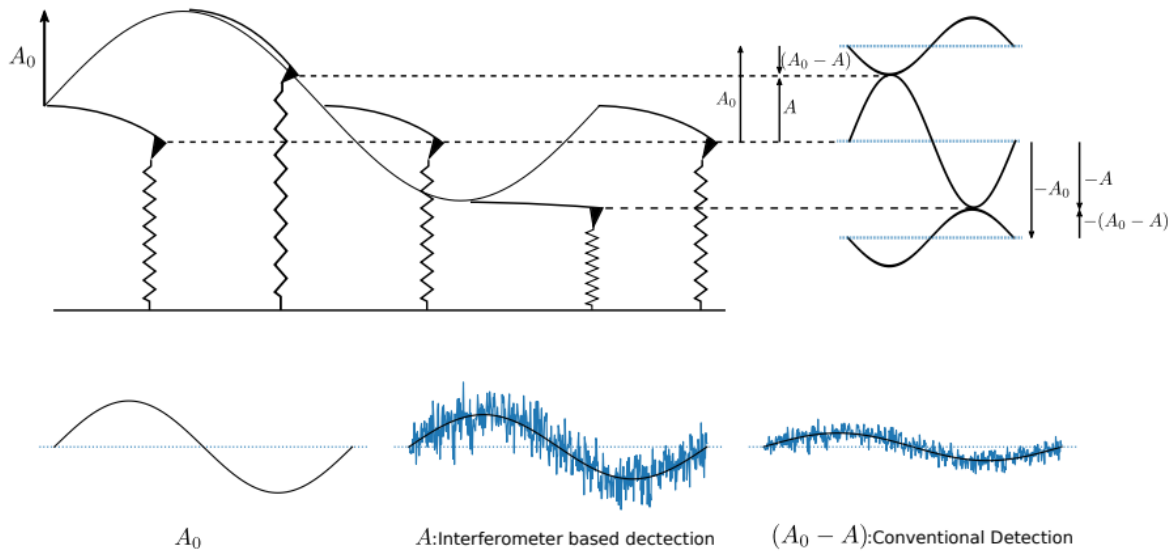 A₀
(A₀ − A)
A₀
A
−A₀
−A
−(A₀ − A)
A₀
A:Interferometer based dectection
(A₀ − A):Conventional Detection